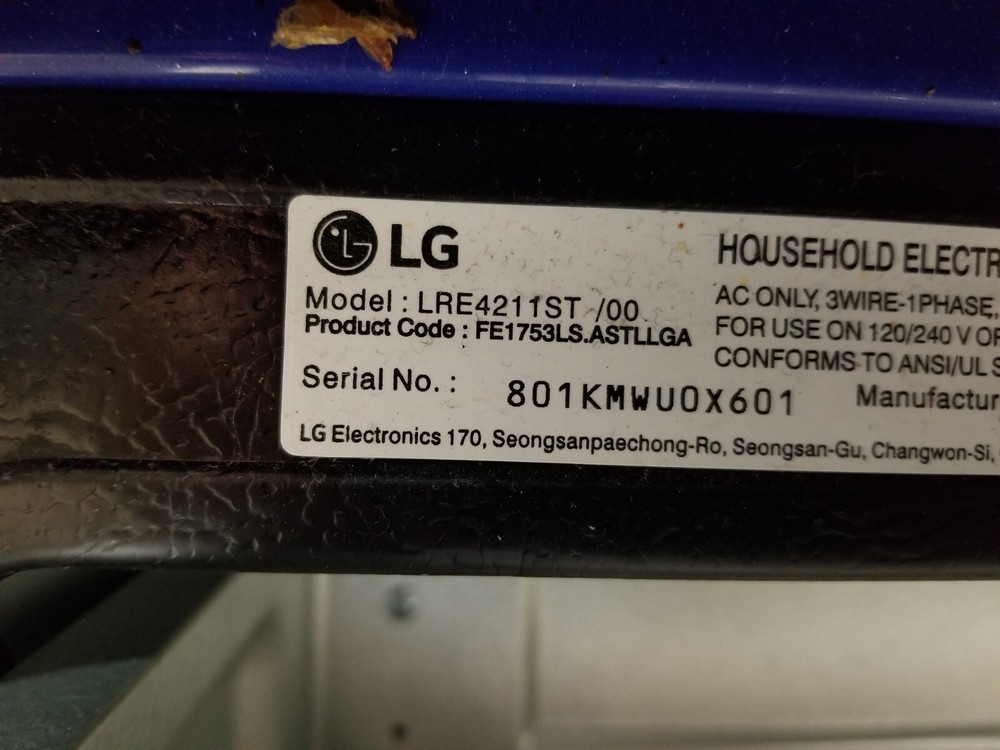 LG
Model : LRE4211ST /00
Product Code : FE1753LS.ASTLLGA
Serial No. : 801KMWU0X601
LG Electronics 170, Seongsanpaechong-Ro, Seongsan-Gu, Changwon-Si,
HOUSEHOLD ELECTR
AC ONLY, 3WIRE-1PHASE,
FOR USE ON 120/240 V OR
CONFORMS TO ANSI/UL S
Manufactur